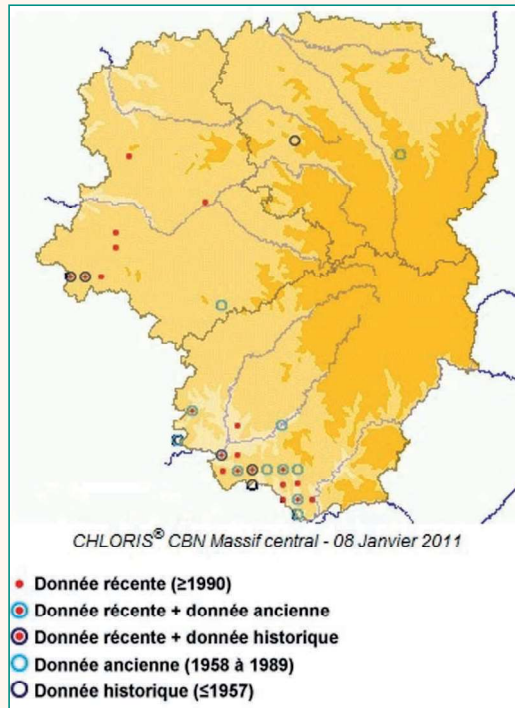 CHLORIS® CBN Massif central - 08 Janvier 2011
Donnée récente (≥1990)
Donnée récente + donnée ancienne
Donnée récente + donnée historique
Donnée ancienne (1958 à 1989)
Donnée historique (≤1957)